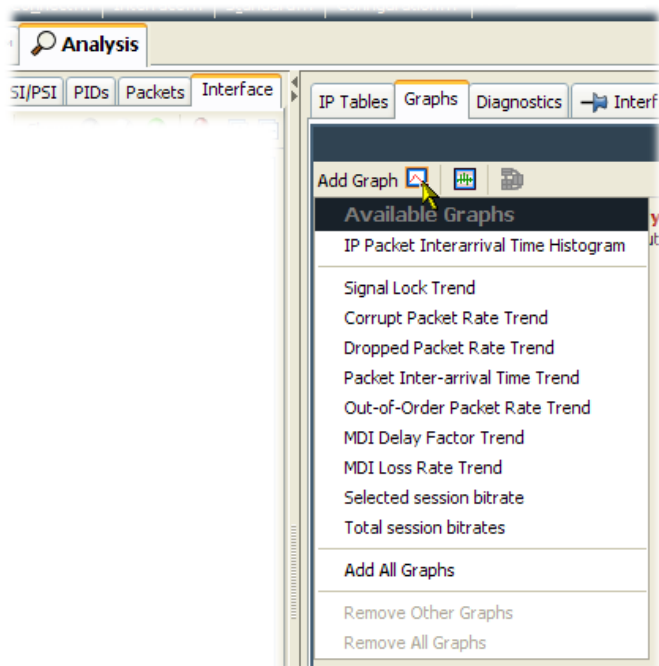 Analysis
SI/PSI PIDs Packets Interface
IP Tables Graphs Diagnostics Interf
Add Graph
Available Graphs
IP Packet Interarrival Time Histogram
Signal Lock Trend
Corrupt Packet Rate Trend
Dropped Packet Rate Trend
Packet Inter-arrival Time Trend
Out-of-Order Packet Rate Trend
MDI Delay Factor Trend
MDI Loss Rate Trend
Selected session bitrate
Total session bitrates
Add All Graphs
Remove Other Graphs
Remove All Graphs